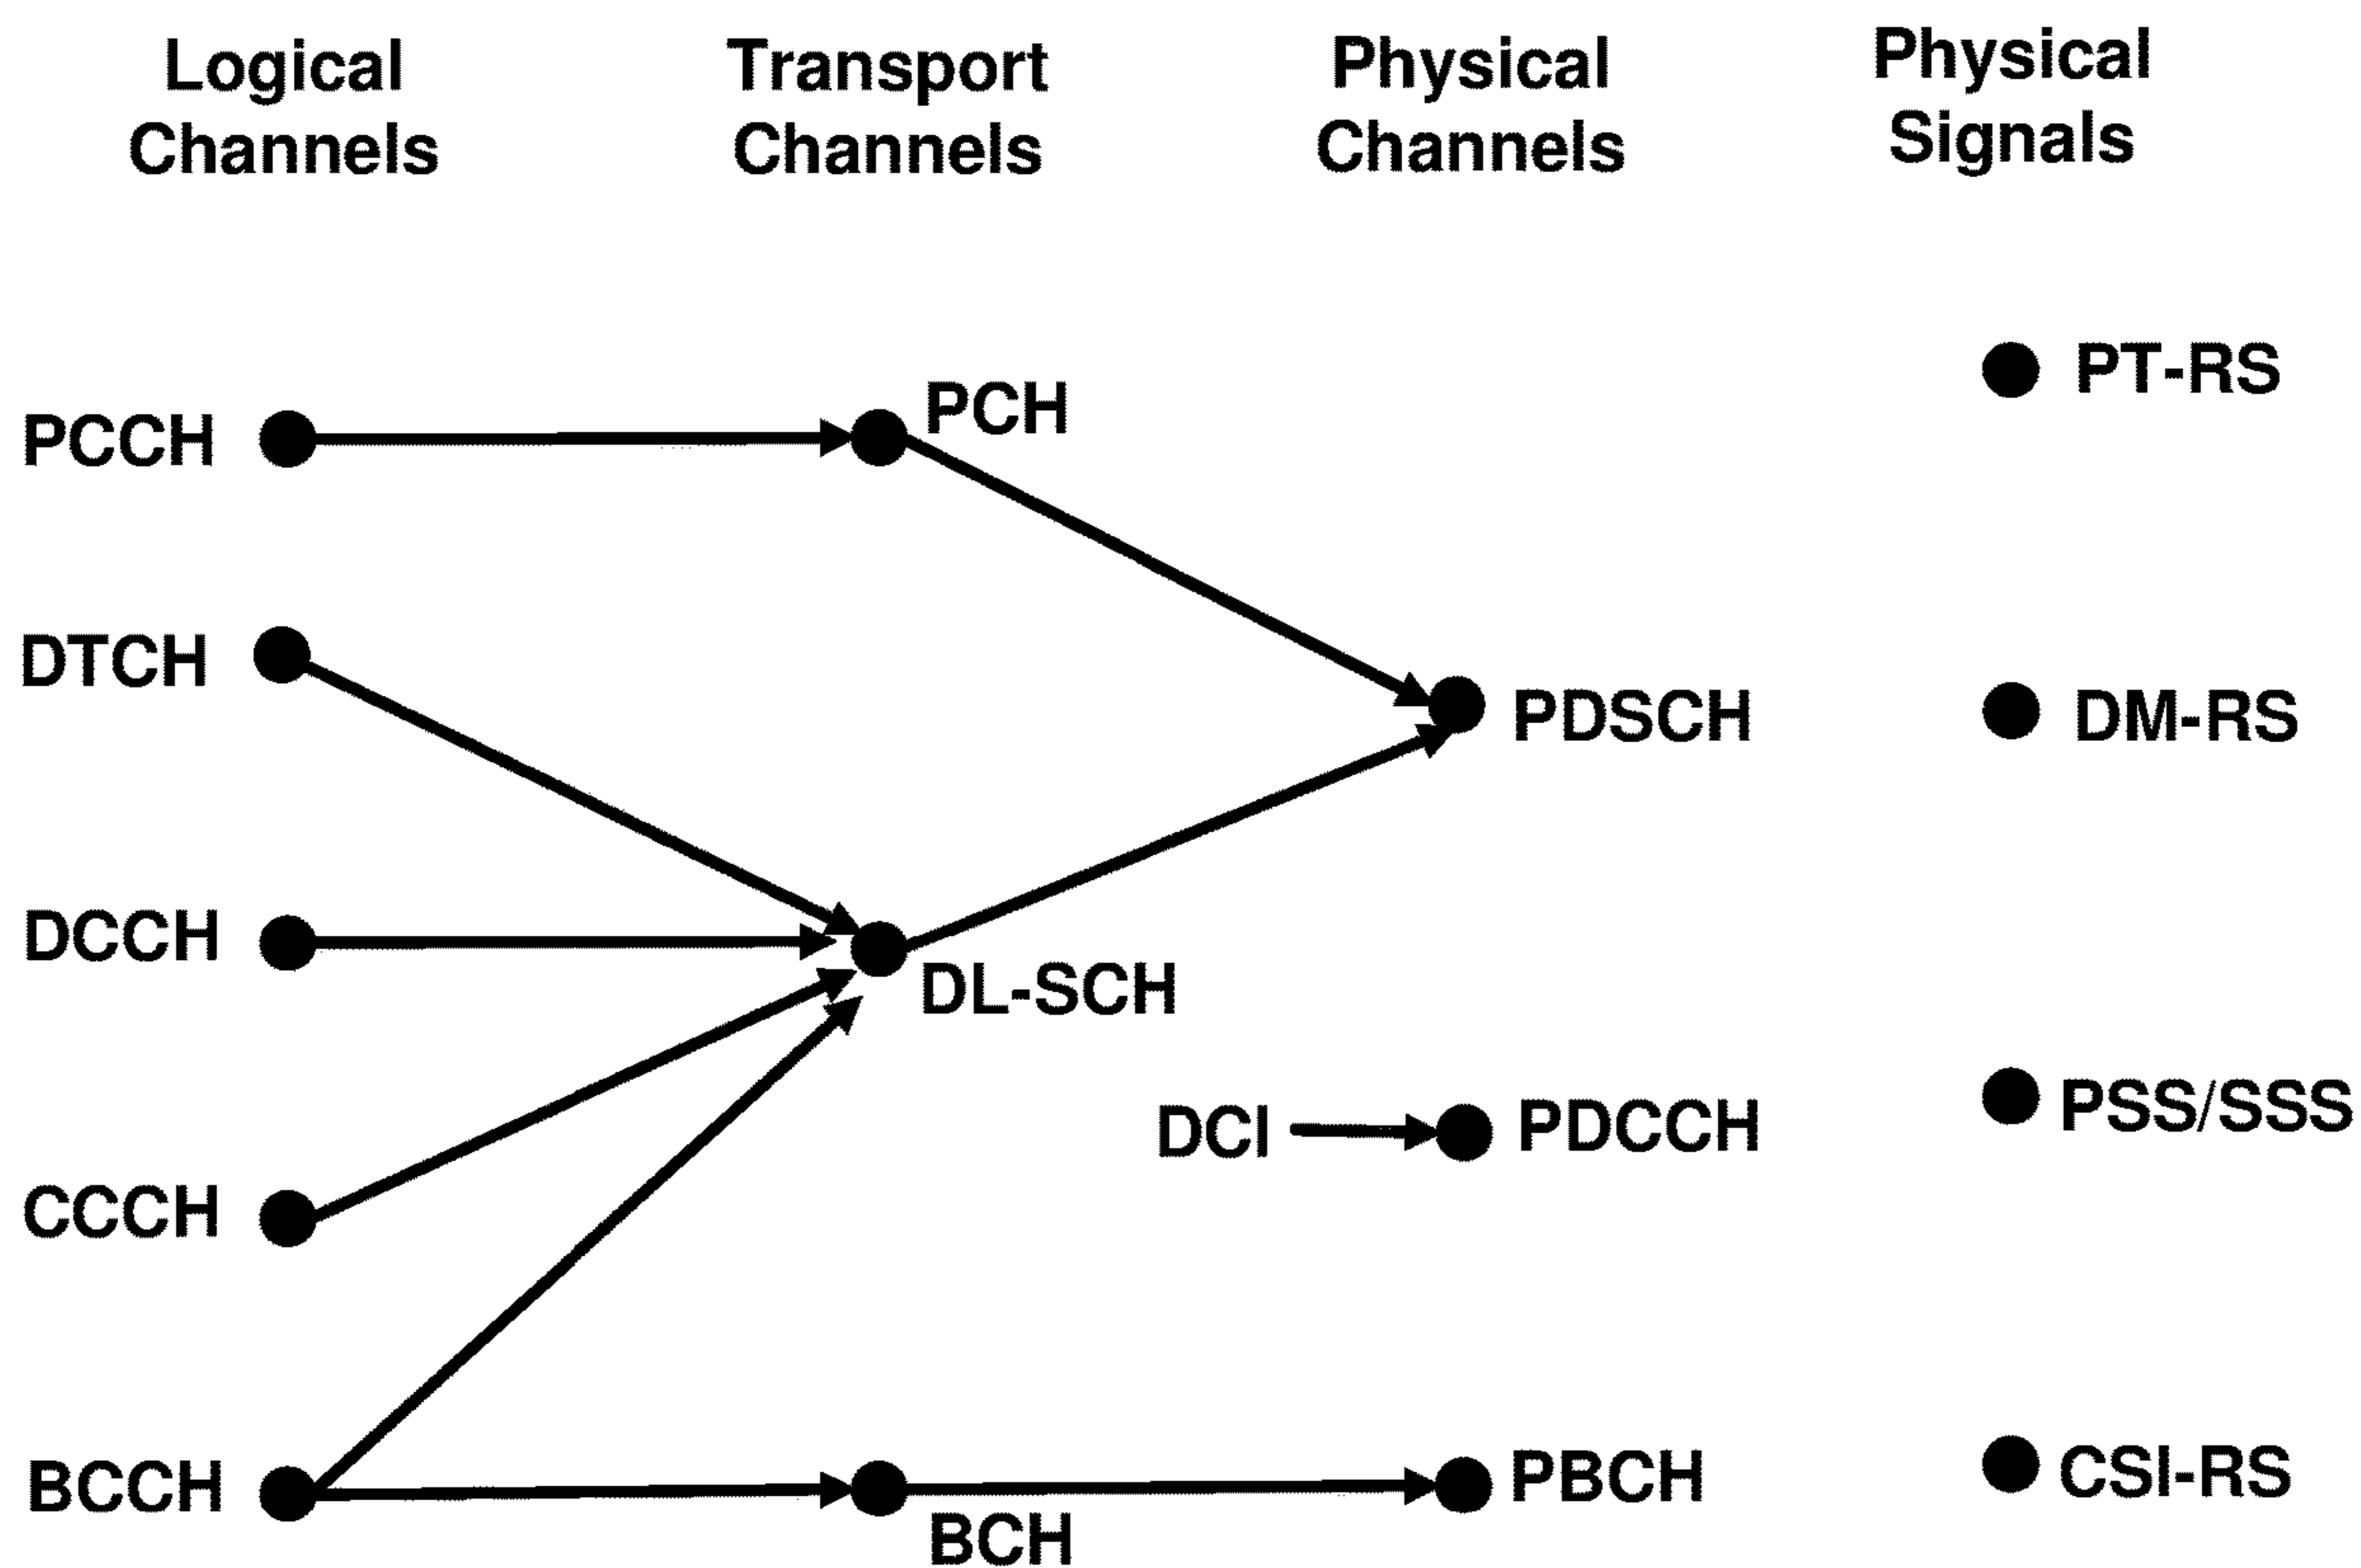 Logical
Channels
Transport
Channels
Physical
Channels
Physical
Signals
PT-RS
PCH
PCCH
DTCH
PDSCH
DM-RS
DCCH
DL-SCH
DCI
PDCCH
PSS/SSS
CCCH
BCCH
PBCH
CSI-RS
BCH